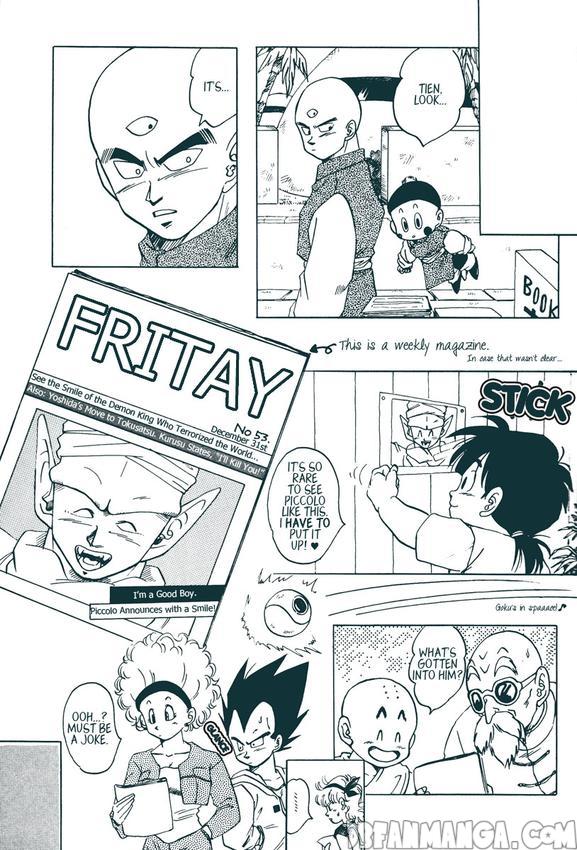 TIEN,
LOOK...
IT'S...
BOOK
FRITAY
This is a weekly magazine.
In case that wasn't clear...
See the Smile of the Demon King Who Terrorized the World...
No 53.
December 31st
Also: Yoshida's Move to Tokusatsu. Kurusu States, "I'll Kill You!"
I'm a Good Boy.
Piccolo Announces with a Smile!
STICK
IT'S SO
RARE
TO SEE
PICCOLO
LIKE THIS.
I HAVE TO
PUT IT
UP! ♥
Goku's in spaaace!♪
WHAT'S
GOTTEN
INTO HIM?
OOH...?
MUST BE
A JOKE.
GLANCE
DBFANMANGA.COM